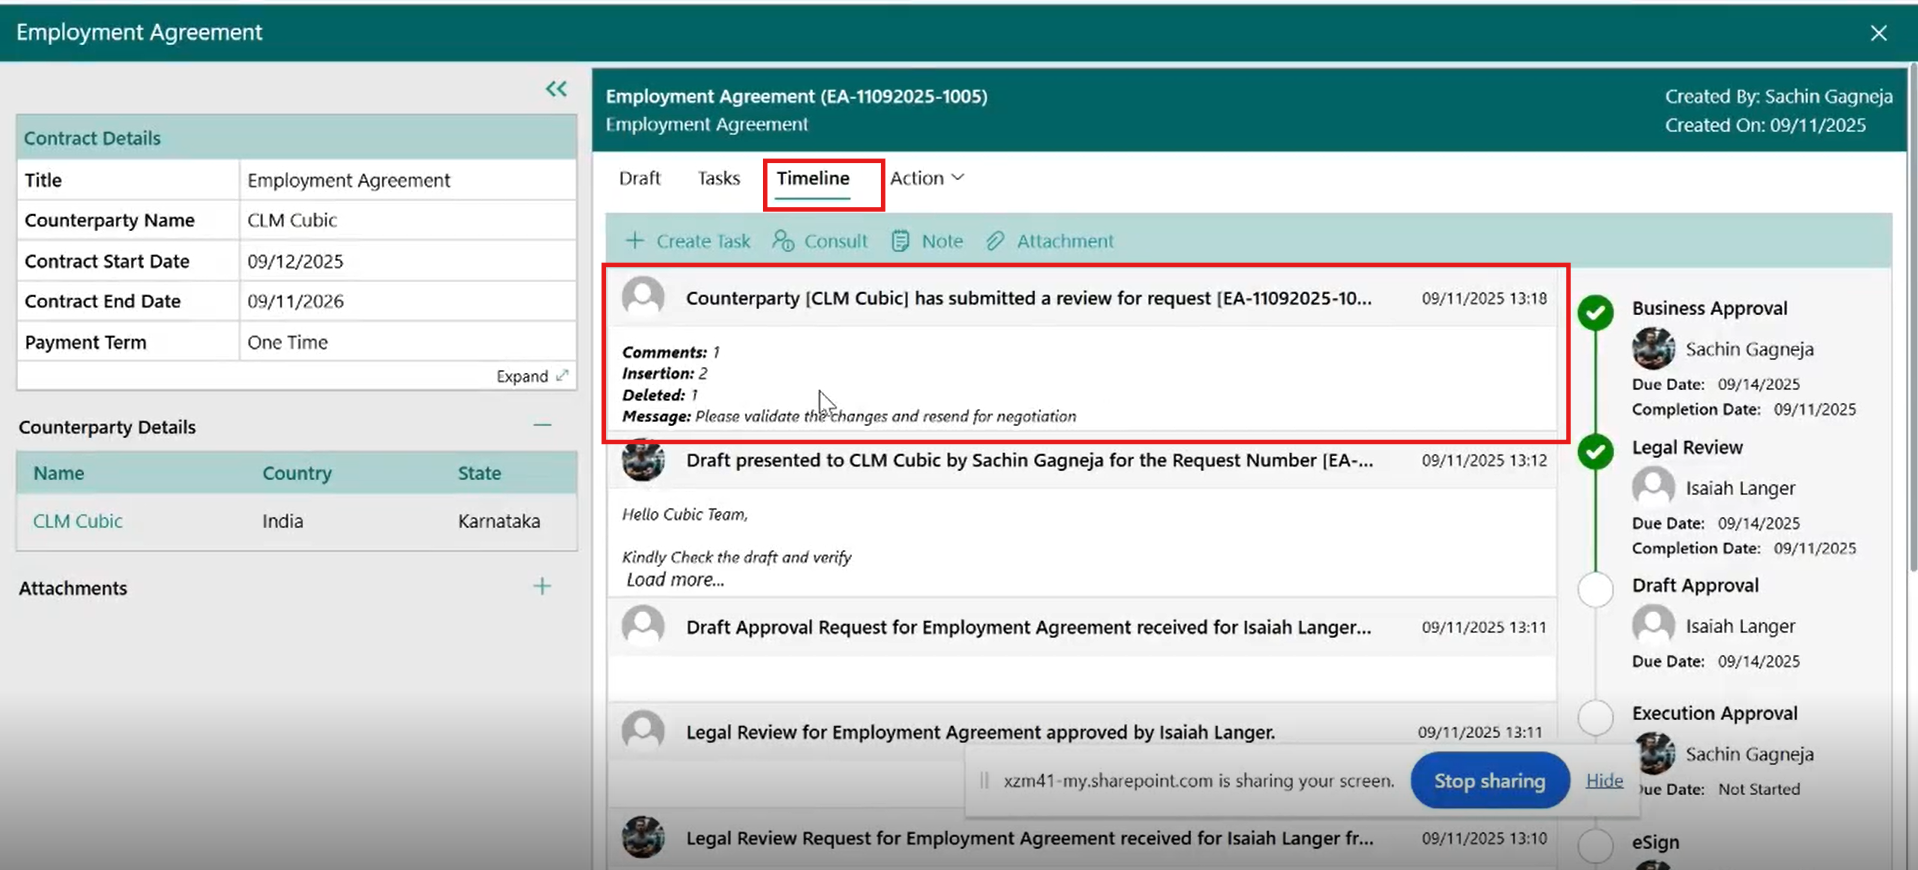 Employment Agreement
Contract Details
Title Employment Agreement
Counterparty Name CLM Cubic
Contract Start Date 09/12/2025
Contract End Date 09/11/2026
Payment Term One Time
Expand
Counterparty Details
Name Country State
CLM Cubic India Karnataka
Attachments
Employment Agreement (EA-11092025-1005)
Employment Agreement
Created By: Sachin Gagneja
Created On: 09/11/2025
Draft Tasks Timeline Action
Create Task Consult Note Attachment
Counterparty [CLM Cubic] has submitted a review for request [EA-11092025-10... 09/11/2025 13:18
Comments: 1
Insertion: 2
Deleted: 1
Message: Please validate the changes and resend for negotiation
Draft presented to CLM Cubic by Sachin Gagneja for the Request Number [EA-... 09/11/2025 13:12
Hello Cubic Team,
Kindly Check the draft and verify
Load more...
Draft Approval Request for Employment Agreement received for Isaiah Langer... 09/11/2025 13:11
Legal Review for Employment Agreement approved by Isaiah Langer. 09/11/2025 13:11
xzm41-my.sharepoint.com is sharing your screen. Stop sharing Hide
Legal Review Request for Employment Agreement received for Isaiah Langer fr... 09/11/2025 13:10
Business Approval
Sachin Gagneja
Due Date: 09/14/2025
Completion Date: 09/11/2025
Legal Review
Isaiah Langer
Due Date: 09/14/2025
Completion Date: 09/11/2025
Draft Approval
Isaiah Langer
Due Date: 09/14/2025
Execution Approval
Sachin Gagneja
Due Date: Not Started
eSign